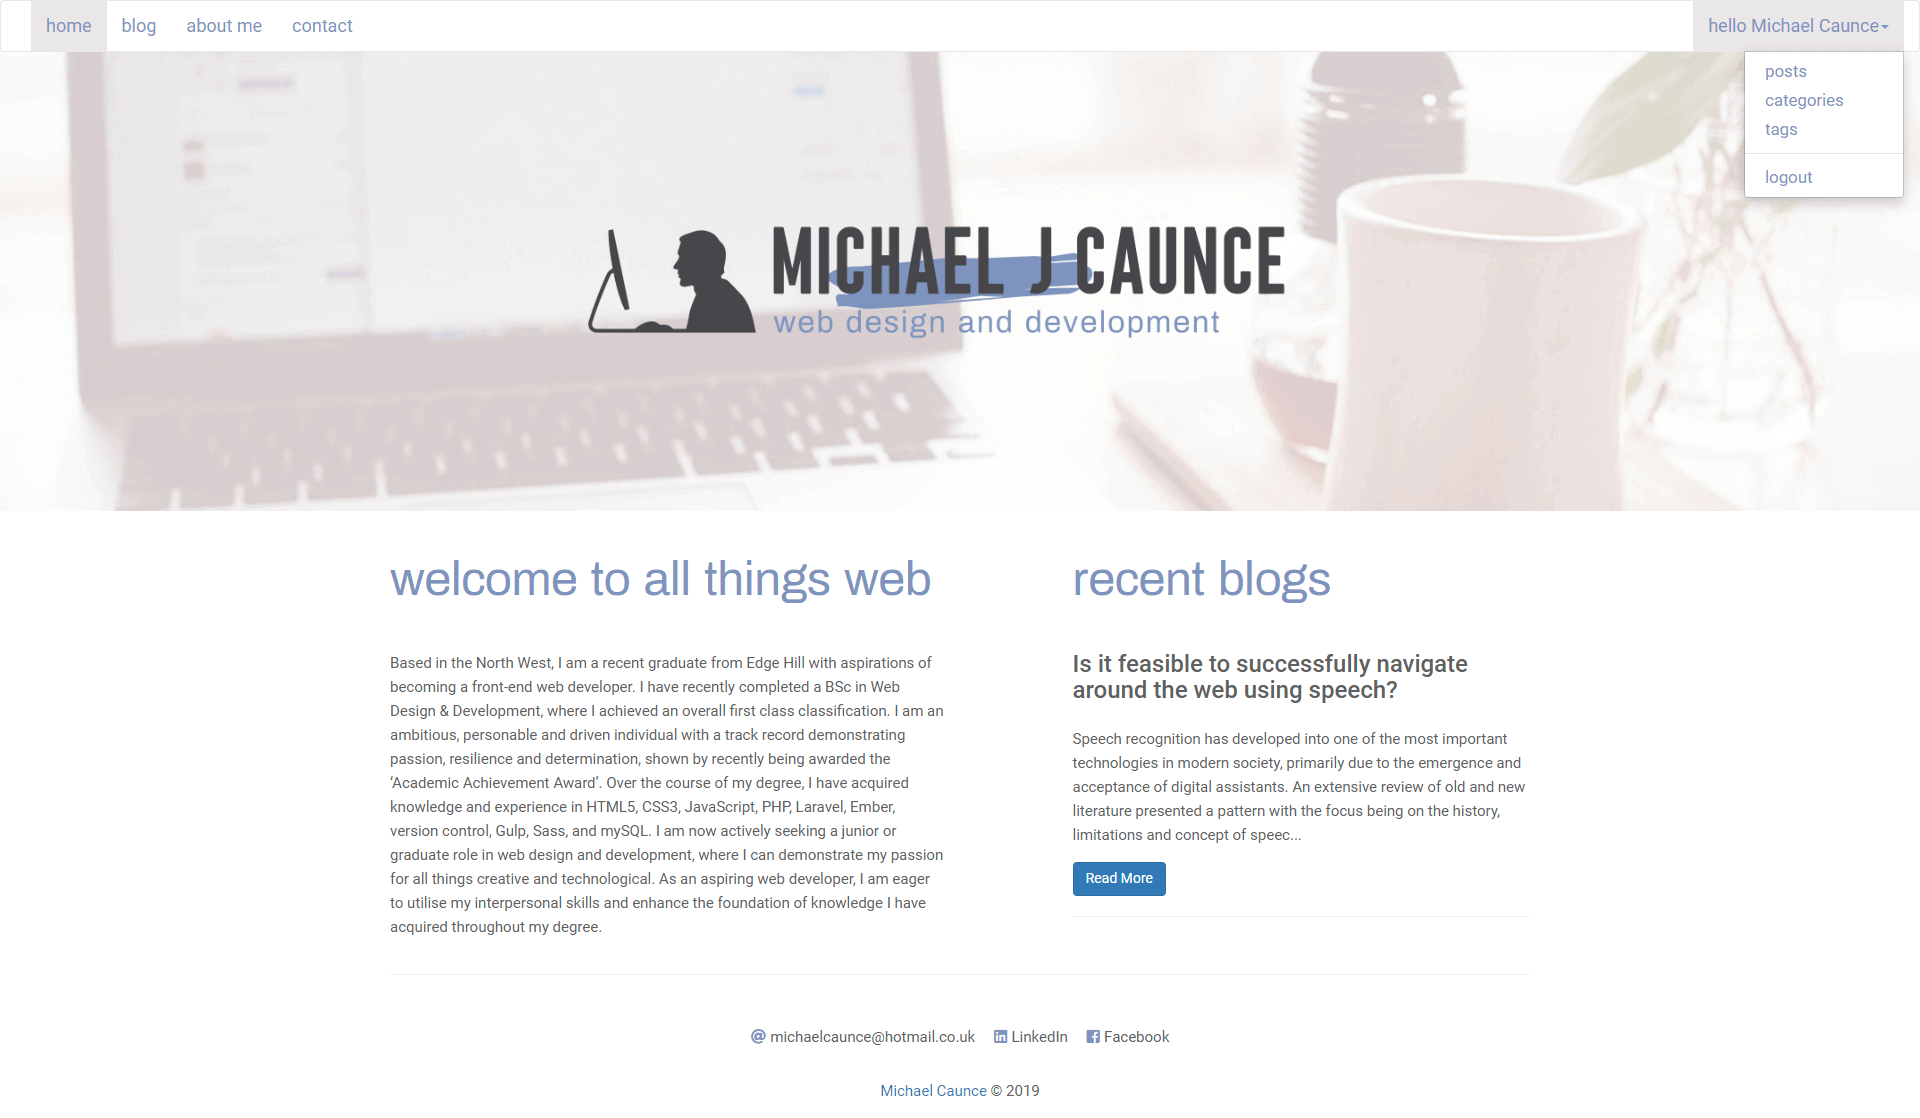 home blog about me contact hello Michael Caunce
posts
categories
tags
logout
MICHAEL J CAUNCE
web design and development
welcome to all things web
Based in the North West, I am a recent graduate from Edge Hill with aspirations of
becoming a front-end web developer. I have recently completed a BSc in Web
Design & Development, where I achieved an overall first class classification. I am an
ambitious, personable and driven individual with a track record demonstrating
passion, resilience and determination, shown by recently being awarded the
‘Academic Achievement Award’. Over the course of my degree, I have acquired
knowledge and experience in HTML5, CSS3, JavaScript, PHP, Laravel, Ember,
version control, Gulp, Sass, and mySQL. I am now actively seeking a junior or
graduate role in web design and development, where I can demonstrate my passion
for all things creative and technological. As an aspiring web developer, I am eager
to utilise my interpersonal skills and enhance the foundation of knowledge I have
acquired throughout my degree.
recent blogs
Is it feasible to successfully navigate
around the web using speech?
Speech recognition has developed into one of the most important
technologies in modern society, primarily due to the emergence and
acceptance of digital assistants. An extensive review of old and new
literature presented a pattern with the focus being on the history,
limitations and concept of speec...
Read More
michaelcaunce@hotmail.co.uk LinkedIn Facebook
Michael Caunce © 2019